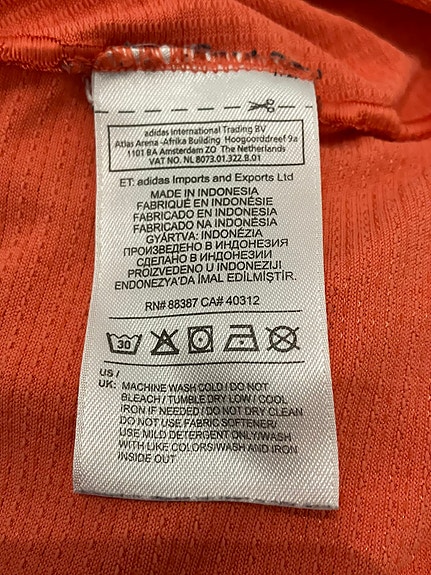 adidas International Trading BV
Atlas Arena -Afrika Building Hoogoorddreef 9a
1101 BA Amsterdam ZO The Netherlands
VAT NO. NL 8073.01.322.B.01
ET: adidas Imports and Exports Ltd
MADE IN INDONESIA
FABRIQUÉ EN INDONÉSIE
FABRICADO EN INDONESIA
FABRICADO NA INDONÉSIA
GYÁRTVA: INDONÉZIA
ПРОИЗВЕДЕНО В ИНДОНЕЗИЯ
СДЕЛАНО В ИНДОНЕЗИИ
PROIZVEDENO U INDONEZIJI
ENDONEZYA'DA İMAL EDİLMİŞTİR.
RN# 88387 CA# 40312
30
US /
UK: MACHINE WASH COLD / DO NOT
BLEACH / TUMBLE DRY LOW / COOL
IRON IF NEEDED / DO NOT DRY CLEAN
DO NOT USE FABRIC SOFTENER/
USE MILD DETERGENT ONLY/WASH
WITH LIKE COLORS/WASH AND IRON
INSIDE OUT